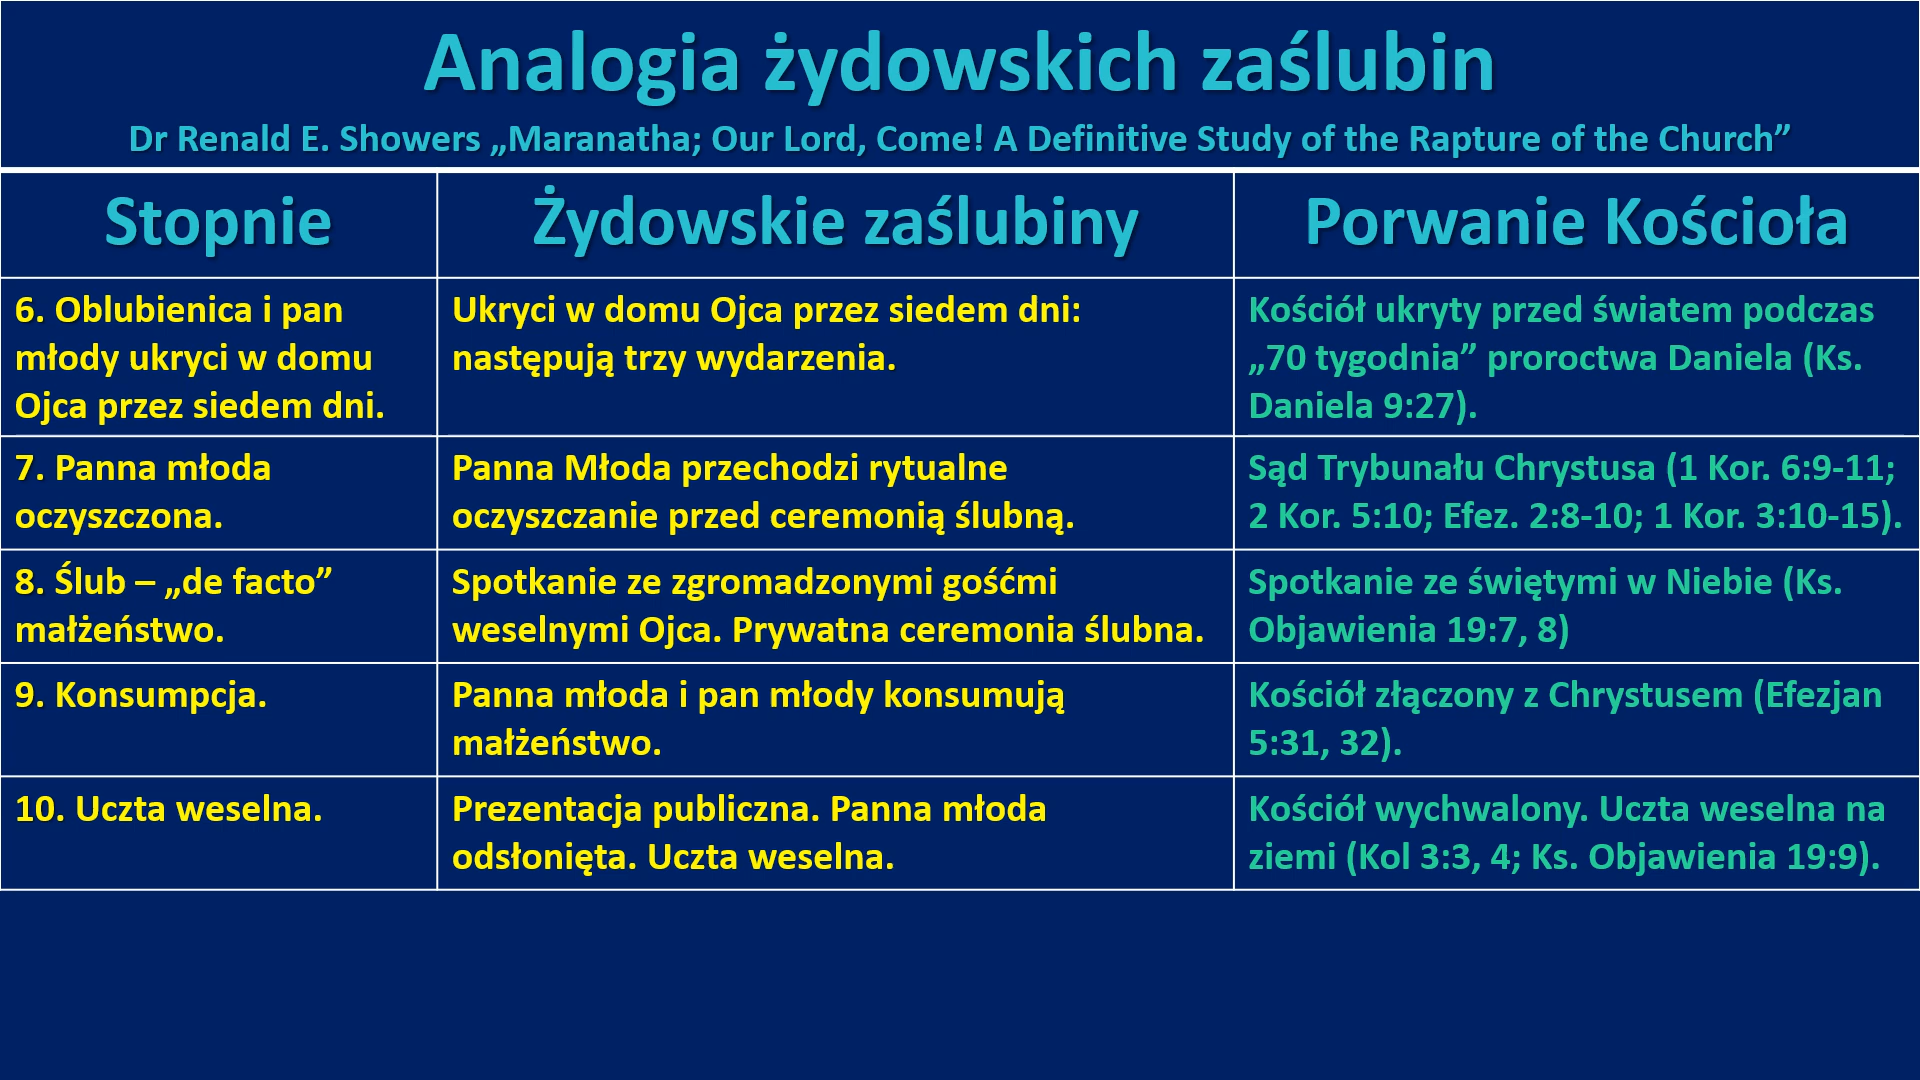 Analogia żydowskich zaślubin
Dr Renald E. Showers „Maranatha; Our Lord, Come! A Definitive Study of the Rapture of the Church”
Stopnie
Żydowskie zaślubiny
Porwanie Kościoła
6. Oblubienica i pan
młody ukryci w domu
Ojca przez siedem dni.
Ukryci w domu Ojca przez siedem dni:
następują trzy wydarzenia.
Kościół ukryty przed światem podczas
„70 tygodnia” proroctwa Daniela (Ks.
Daniela 9:27).
7. Panna młoda
oczyszczona.
Panna Młoda przechodzi rytualne
oczyszczanie przed ceremonią ślubną.
Sąd Trybunału Chrystusa (1 Kor. 6:9-11;
2 Kor. 5:10; Efez. 2:8-10; 1 Kor. 3:10-15).
8. Ślub – „de facto”
małżeństwo.
Spotkanie ze zgromadzonymi gośćmi
weselnymi Ojca. Prywatna ceremonia ślubna.
Spotkanie ze świętymi w Niebie (Ks.
Objawienia 19:7, 8)
9. Konsumpcja.
Panna młoda i pan młody konsumują
małżeństwo.
Kościół złączony z Chrystusem (Efezjan
5:31, 32).
10. Uczta weselna.
Prezentacja publiczna. Panna młoda
odsłonięta. Uczta weselna.
Kościół wychwalony. Uczta weselna na
ziemi (Kol 3:3, 4; Ks. Objawienia 19:9).